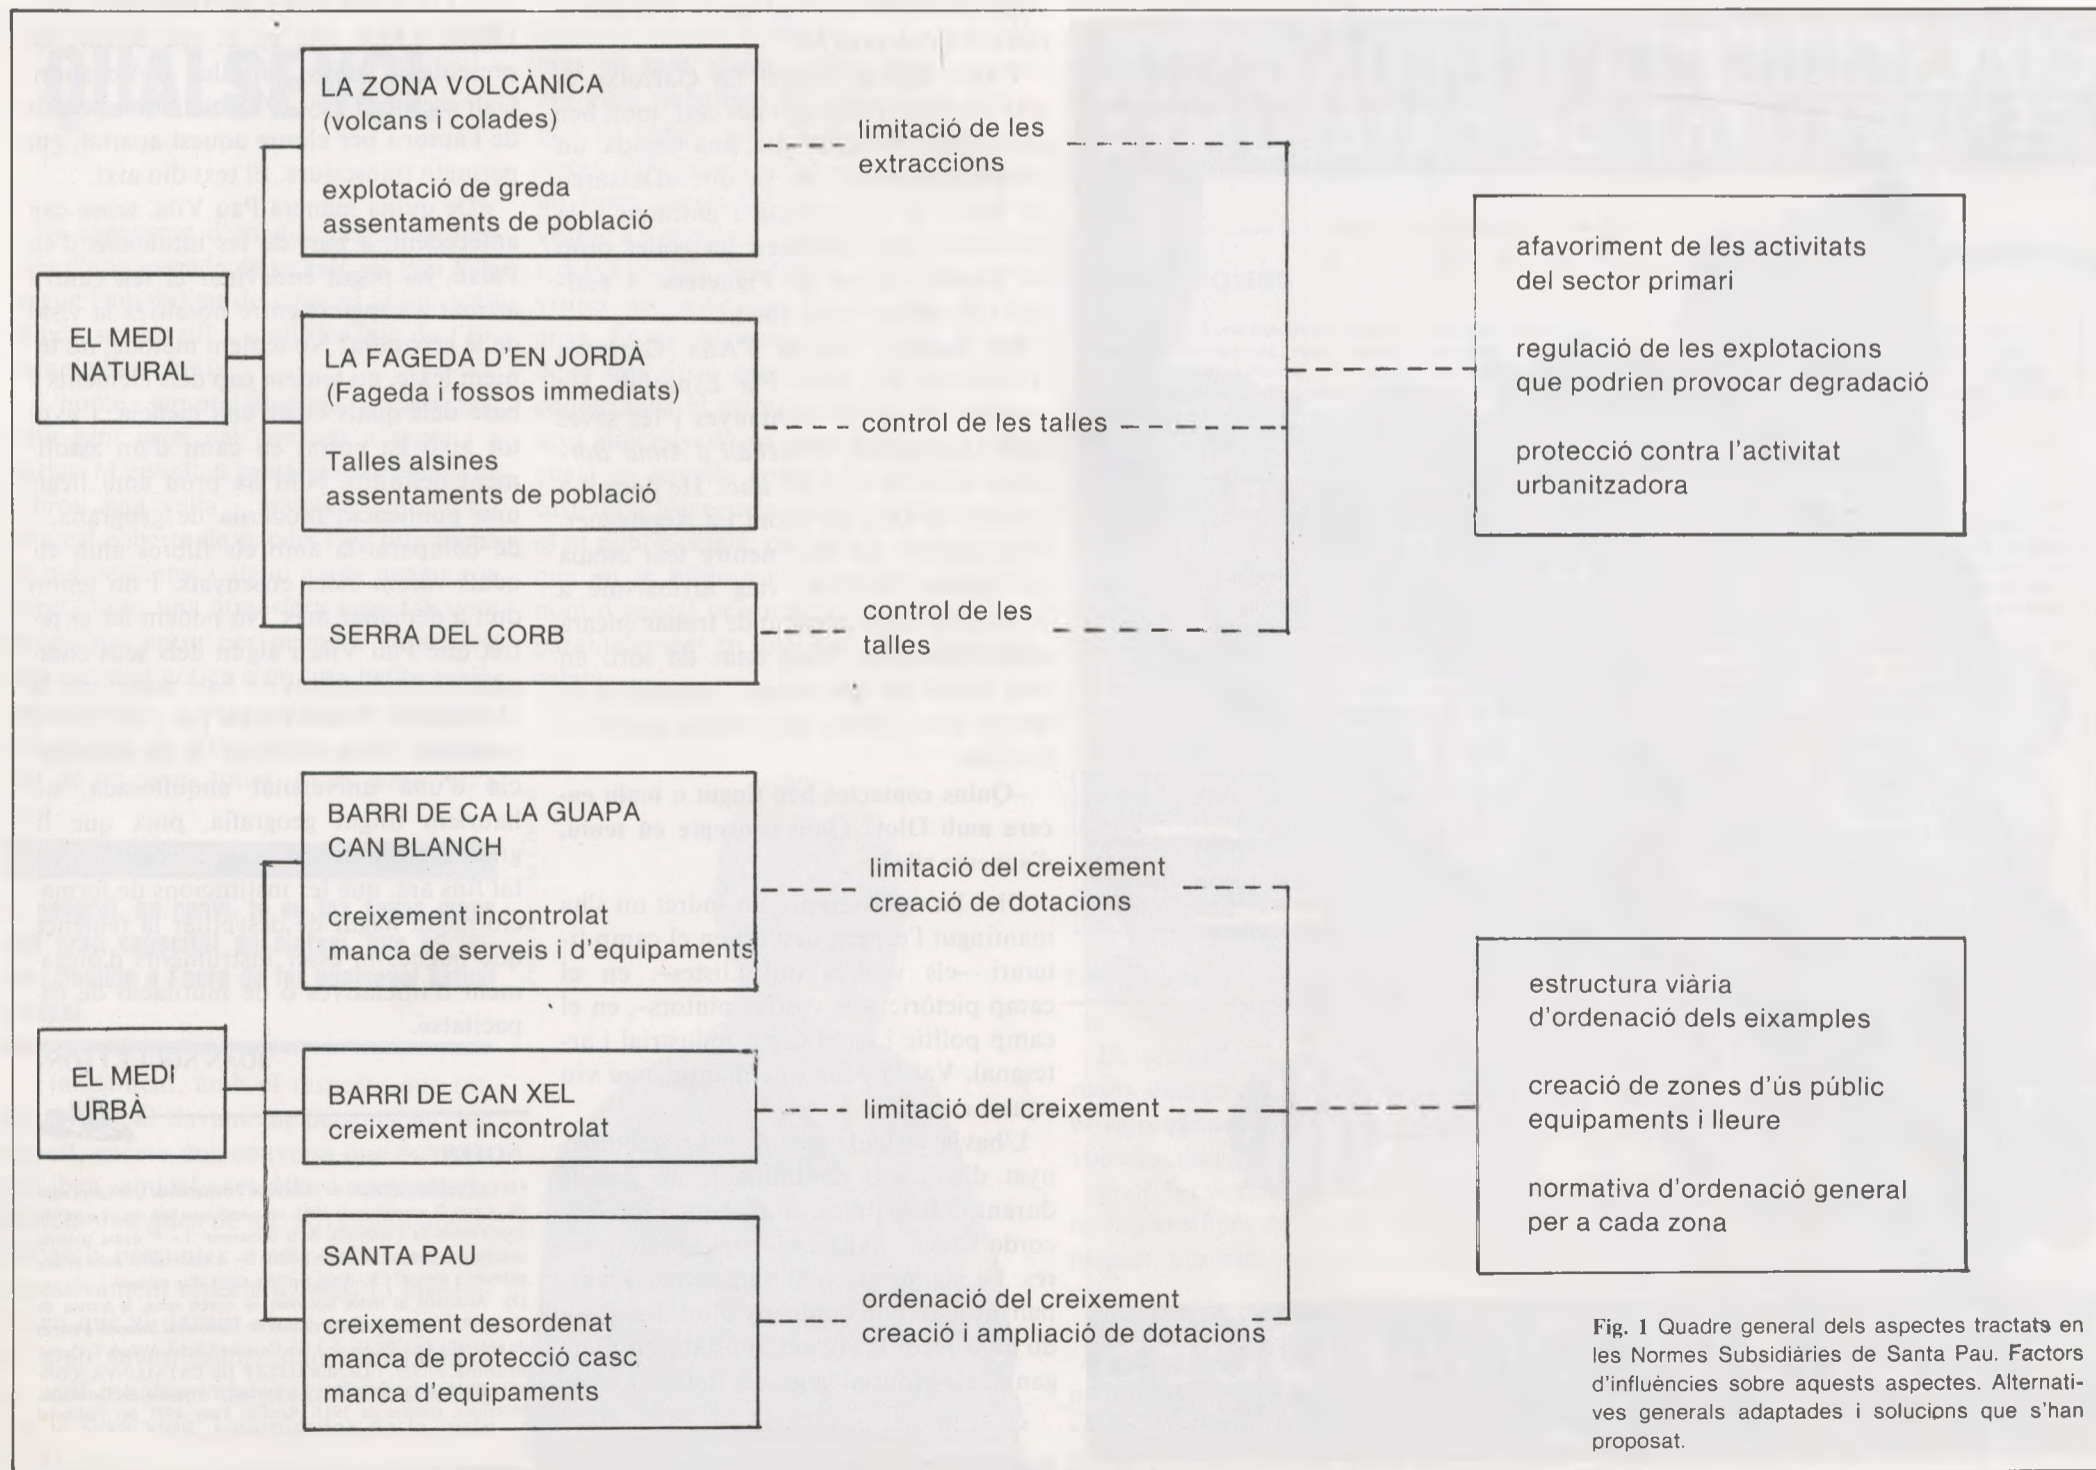 EL MEDI
NATURAL
LA ZONA VOLCÀNICA
(volcans i colades)
explotació de greda
assentaments de població
limitació de les
extraccions
LA FAGEDA D'EN JORDÀ
(Fageda i fossos immediats)
Talles alsines
assentaments de població
control de les talles
SERRA DEL CORB
control de les
talles
afavoriment de les activitats
del sector primari
regulació de les explotacions
que podrien provocar degradació
protecció contra l'activitat
urbanitzadora
EL MEDI
URBÀ
BARRI DE CA LA GUAPA
CAN BLANCH
creixement incontrolat
manca de serveis i d'equipaments
limitació del creixement
creació de dotacions
BARRI DE CAN XEL
creixement incontrolat
limitació del creixement
SANTA PAU
creixement desordenat
manca de protecció casc
manca d'equipaments
ordenació del creixement
creació i ampliació de dotacions
estructura viária
d'ordenació dels eixamples
creació de zones d'ús públic
equipaments i lleure
normativa d'ordenació general
per a cada zona
Fig. 1 Quadre general dels aspectes tractats en
les Normes Subsidiàries de Santa Pau. Factors
d'influències sobre aquests aspectes. Alternati-
ves generals adaptades i solucions que s'han
proposat.